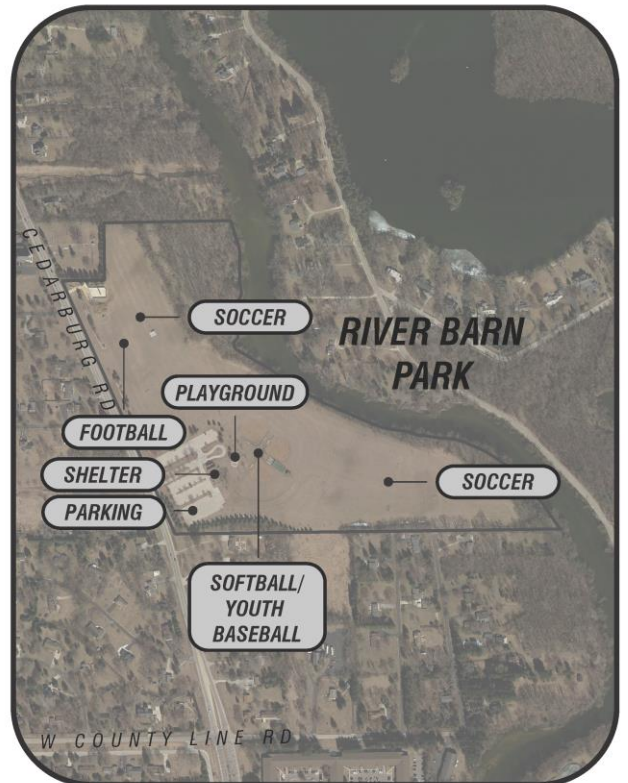 CEDARBURG RD
SOCCER
RIVER BARN
PARK
PLAYGROUND
FOOTBALL
SHELTER
SOCCER
PARKING
SOFTBALL/
YOUTH
BASEBALL
W COUNTY LINE RD